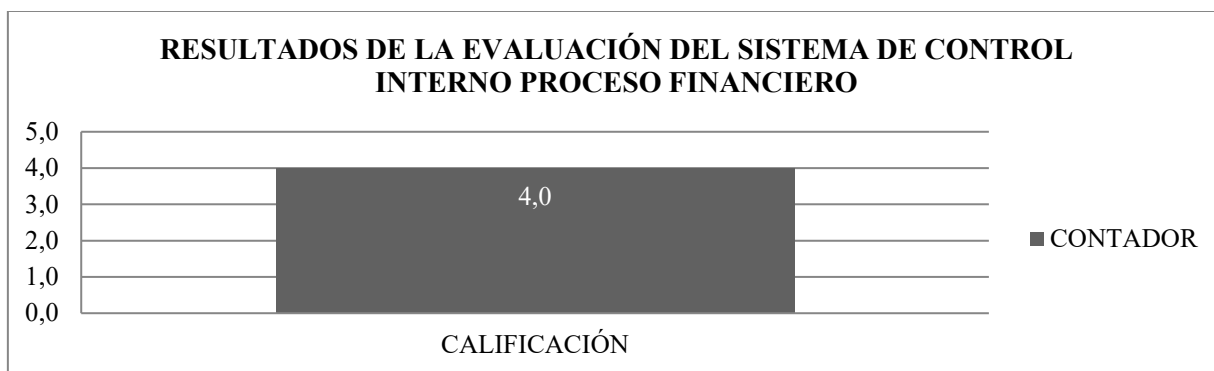 RESULTADOS DE LA EVALUACIÓN DEL SISTEMA DE CONTROL
INTERNO PROCESO FINANCIERO
5,0
4,0
3,0
2,0
1,0
0,0
4,0
CALIFICACIÓN
CONTADOR